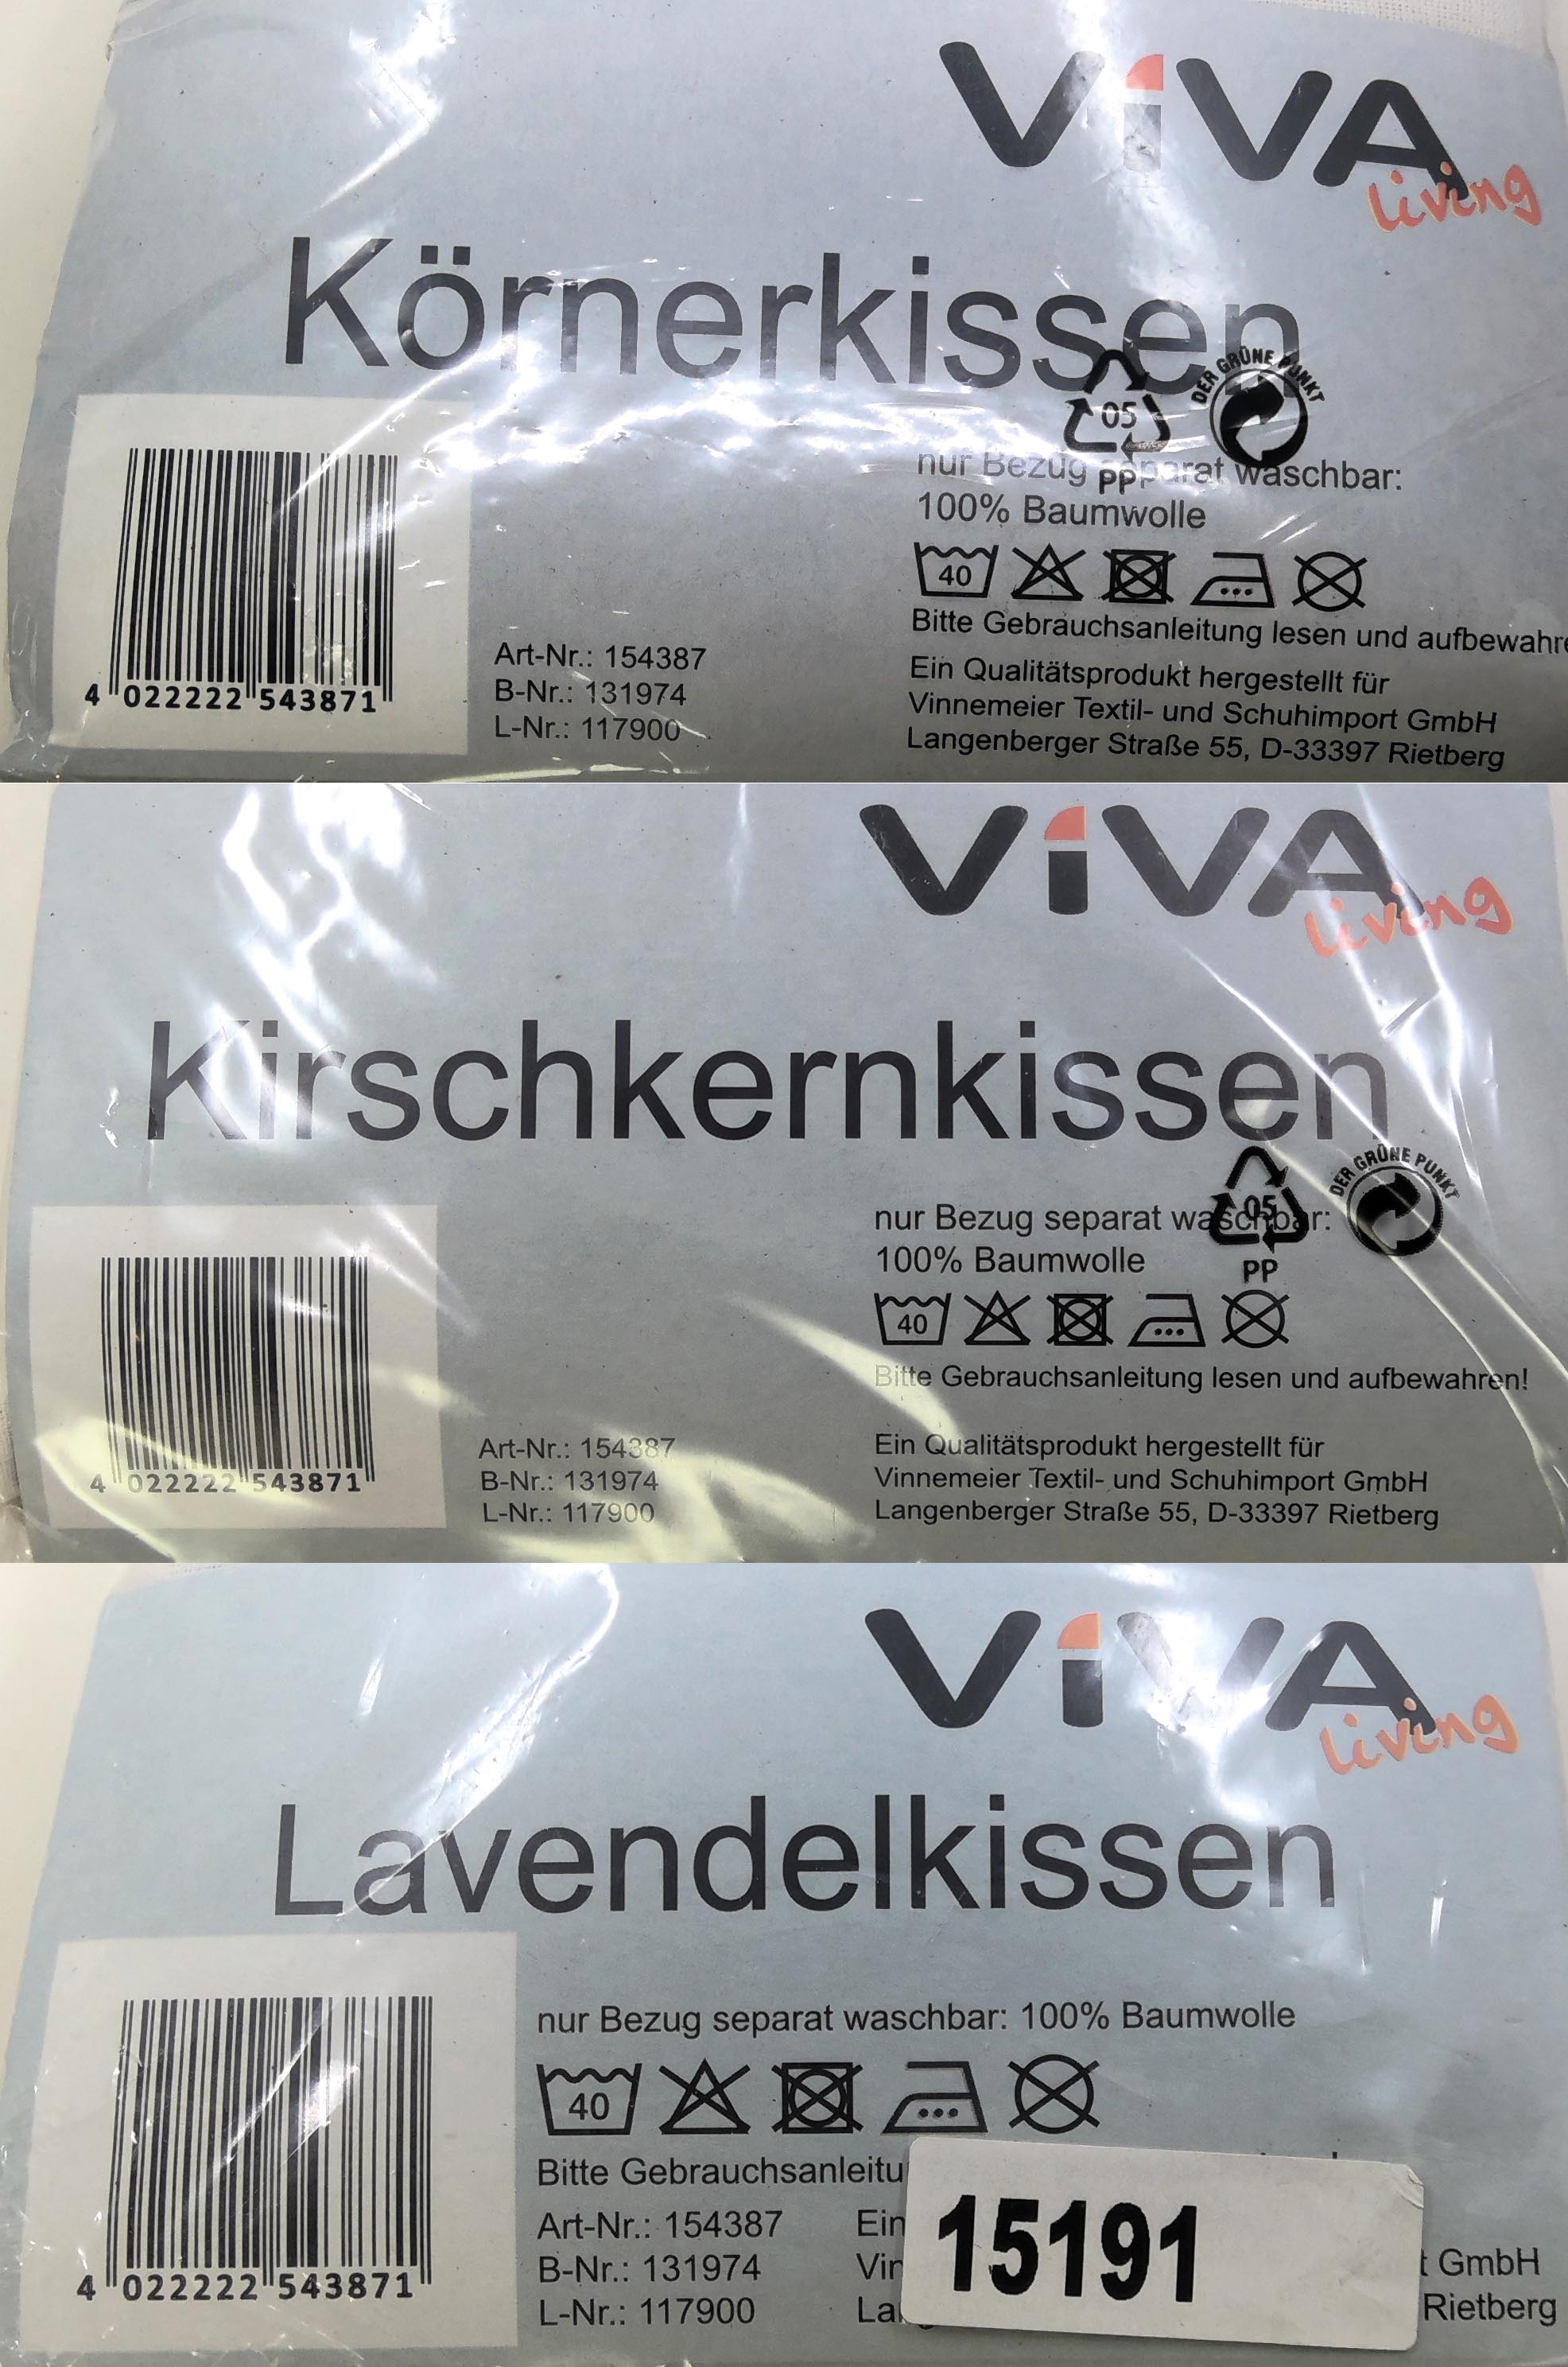 ViVA
living
Körnerkissen
DER GRÜNE PUNKT
05
PP
nur Bezug separat waschbar:
100% Baumwolle
40
Bitte Gebrauchsanleitung lesen und aufbewahre
Art-Nr.: 154387
B-Nr.: 131974
L-Nr.: 117900
Ein Qualitätsprodukt hergestellt für
Vinnemeier Textil- und Schuhimport GmbH
Langenberger Straße 55, D-33397 Rietberg
4 022222 543871
ViVA
living
Kirschkernkissen
DER GRÜNE PUNKT
05
PP
nur Bezug separat waschbar:
100% Baumwolle
40
Bitte Gebrauchsanleitung lesen und aufbewahren!
Art-Nr.: 154387
B-Nr.: 131974
L-Nr.: 117900
Ein Qualitätsprodukt hergestellt für
Vinnemeier Textil- und Schuhimport GmbH
Langenberger Straße 55, D-33397 Rietberg
4 022222 543871
ViVA
living
Lavendelkissen
nur Bezug separat waschbar: 100% Baumwolle
40
Bitte Gebrauchsanleitu
Art-Nr.: 154387 Ein
B-Nr.: 131974 Vin t GmbH
L-Nr.: 117900 La Rietberg
15191
4 022222 543871